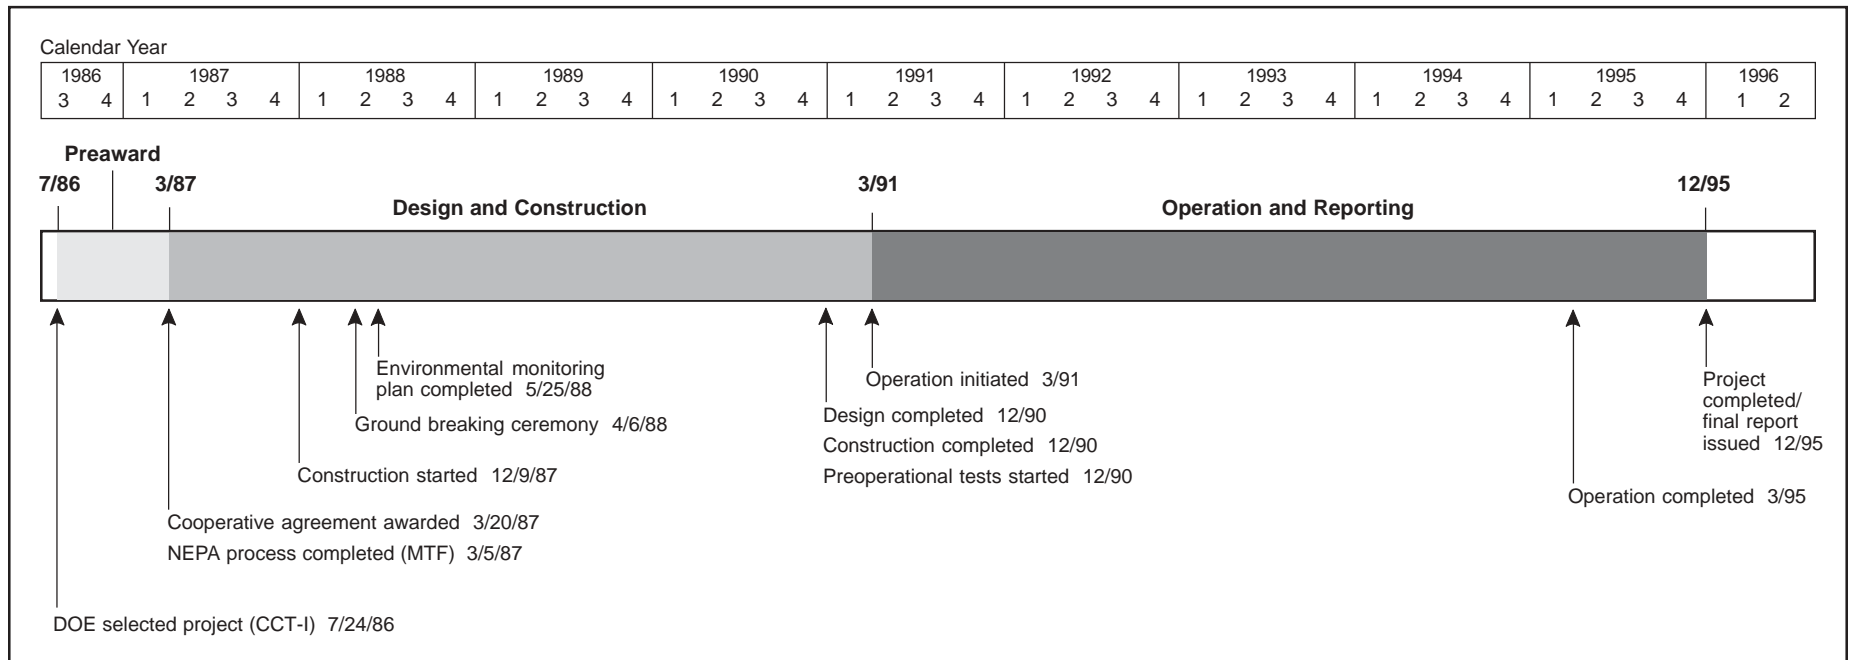 Calendar Year
1986 1987 1988 1989 1990 1991 1992 1993 1994 1995 1996
3 4 1 2 3 4 1 2 3 4 1 2 3 4 1 2 3 4 1 2 3 4 1 2 3 4 1 2 3 4 1 2 3 4 1 2 3 4 1 2
Preaward
7/86 3/87 3/91 12/95
Design and Construction Operation and Reporting
Environmental monitoring
plan completed 5/25/88
Ground breaking ceremony 4/6/88
Construction started 12/9/87
Cooperative agreement awarded 3/20/87
NEPA process completed (MTF) 3/5/87
DOE selected project (CCT-I) 7/24/86
Operation initiated 3/91
Design completed 12/90
Construction completed 12/90
Preoperational tests started 12/90
Project
completed/
final report
issued 12/95
Operation completed 3/95